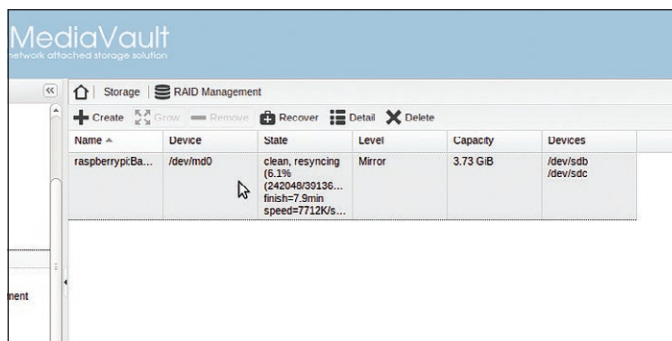 MediaVault
network attached storage solution
Storage | RAID Management
Create Grow Remove Recover Detail Delete
Name Device State Level Capacity Devices
raspberrypi:Ba... /dev/md0 clean, resyncing Mirror 3.73 GiB /dev/sdb
(6.1% /dev/sdc
(242048/39136...
finish=7.9min
speed=7712K/s...
ment